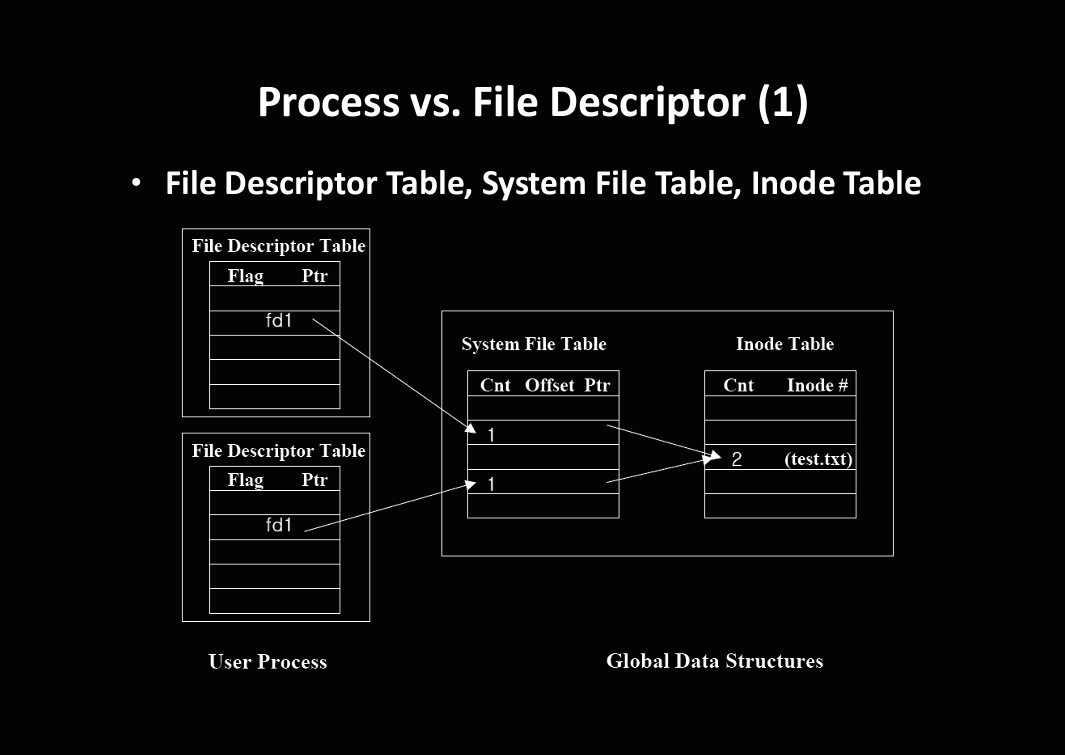 Process vs. File Descriptor (1)
• File Descriptor Table, System File Table, Inode Table
File Descriptor Table
Flag Ptr
fd1
File Descriptor Table
Flag Ptr
fd1
User Process
System File Table
Cnt Offset Ptr
1
1
Inode Table
Cnt Inode #
2 (test.txt)
Global Data Structures